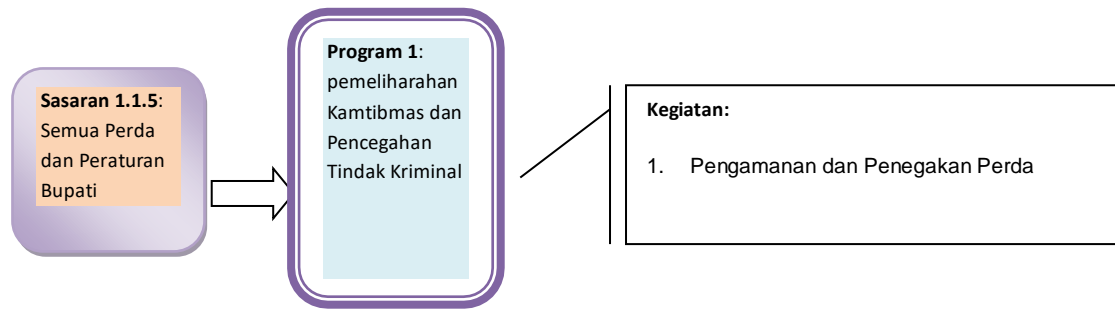 Sasaran 1.1.5:
Semua Perda
dan Peraturan
Bupati
Program 1:
pemeliharahan
Kamtibmas dan
Pencegahan
Tindak Kriminal
Kegiatan:
1. Pengamanan dan Penegakan Perda